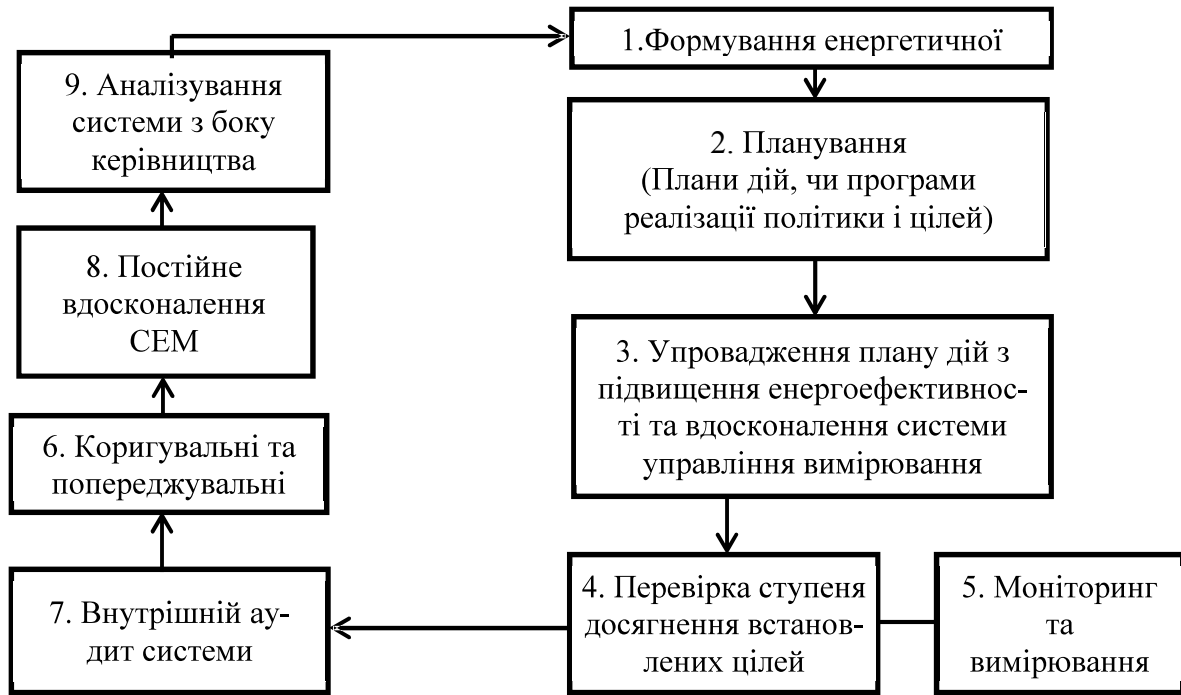 1.Формування енергетичної
2. Планування
(Плани дій, чи програми
реалізації політики і цілей)
3. Упровадження плану дій з
підвищення енергоефективнос-
ті та вдосконалення системи
управління вимірювання
4. Перевірка ступеня
досягнення встанов-
лених цілей
5. Моніторинг
та
вимірювання
7. Внутрішній ау-
дит системи
6. Коригувальні та
попереджувальні
8. Постійне
вдосконалення
СЕМ
9. Аналізування
системи з боку
керівництва